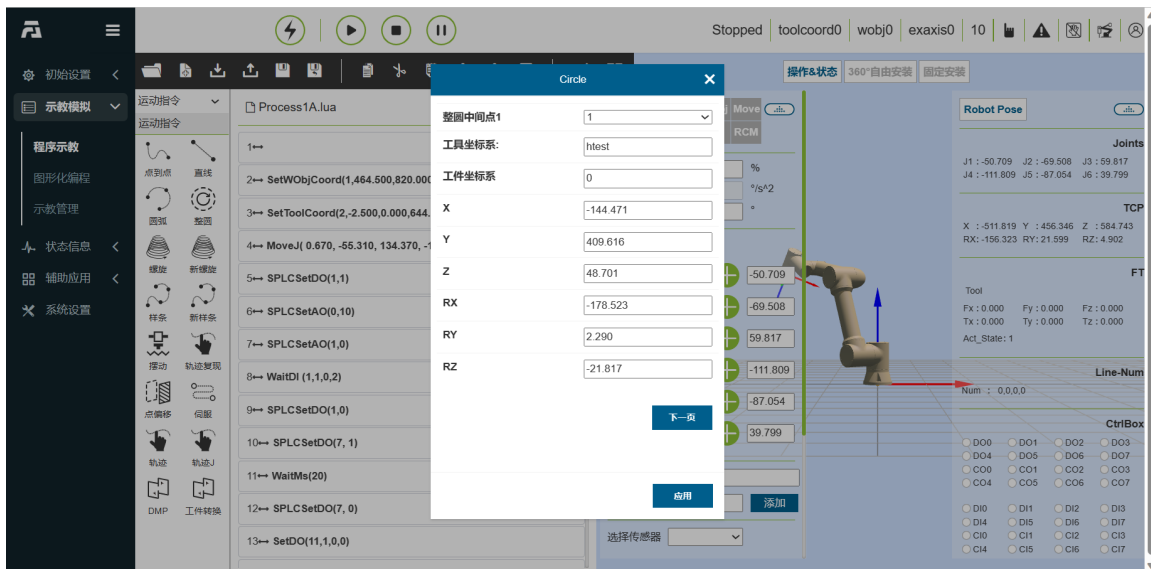 Stopped toolcoord0 wobj0 exaxis0 10
初始设置
示教模拟
程序示教
图形化编程
示教管理
状态信息
辅助应用
系统设置
运动指令
运动指令
点到点 直线
圆弧 整圆
螺旋 新螺旋
样条 新样条
摆动 轨迹复现
点偏移 伺服
轨迹 轨迹J
DMP 工件转换
Process1A.lua
1
2 SetWObjCoord(1,464.500,820.000
3 SetToolCoord(2,-2.500,0.000,644.
4 MoveJ( 0.670, -55.310, 134.370, -1
5 SPLCSetDO(1,1)
6 SPLCSetAO(0,10)
7 SPLCSetAO(1,0)
8 WaitDI (1,1,0,2)
9 SPLCSetDO(1,0)
10 SPLCSetDO(7, 1)
11 WaitMs(20)
12 SPLCSetDO(7, 0)
13 SetDO(11,1,0,0)
Circle
整圆中间点1 1
工具坐标系: htest
工件坐标系 0
X -144.471
Y 409.616
Z 48.701
RX -178.523
RY 2.290
RZ -21.817
下一页
应用
操作&状态 360°自由安装 固定安装
Move
RCM
%
°/s^2
°
-50.709
-69.508
59.817
-111.809
-87.054
39.799
添加
选择传感器
Robot Pose
Joints
J1 : -50.709 J2 : -69.508 J3 : 59.817
J4 : -111.809 J5 : -87.054 J6 : 39.799
TCP
X : -511.819 Y : 456.346 Z : 584.743
RX: -156.323 RY: 21.599 RZ: 4.902
FT
Tool
Fx : 0.000 Fy : 0.000 Fz : 0.000
Tx : 0.000 Ty : 0.000 Tz : 0.000
Act_State: 1
Line-Num
Num : 0,0,0,0
CtrlBox
DO0 DO1 DO2 DO3
DO4 DO5 DO6 DO7
CO0 CO1 CO2 CO3
CO4 CO5 CO6 CO7
DI0 DI1 DI2 DI3
DI4 DI5 DI6 DI7
CI0 CI1 CI2 CI3
CI4 CI5 CI6 CI7